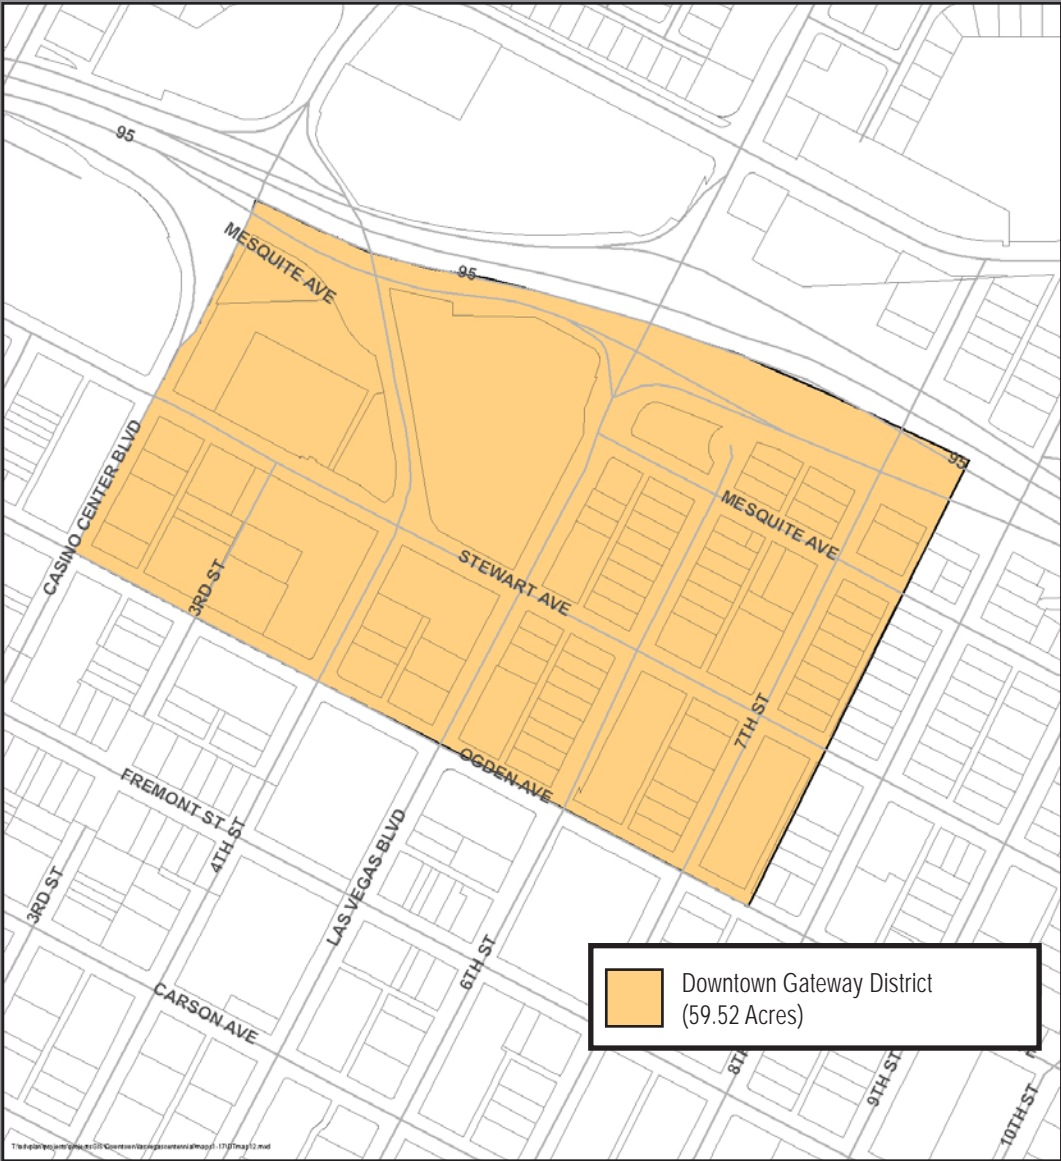 95
MESQUITE AVE
95
95
CASINO CENTER BLVD
MESQUITE AVE
STEWART AVE
3RD ST
7TH ST
OGDEN AVE
FREMONT ST
4TH ST
LAS VEGAS BLVD
3RD ST
6TH ST
CARSON AVE
Downtown Gateway District
(59.52 Acres)
9TH ST
10TH ST